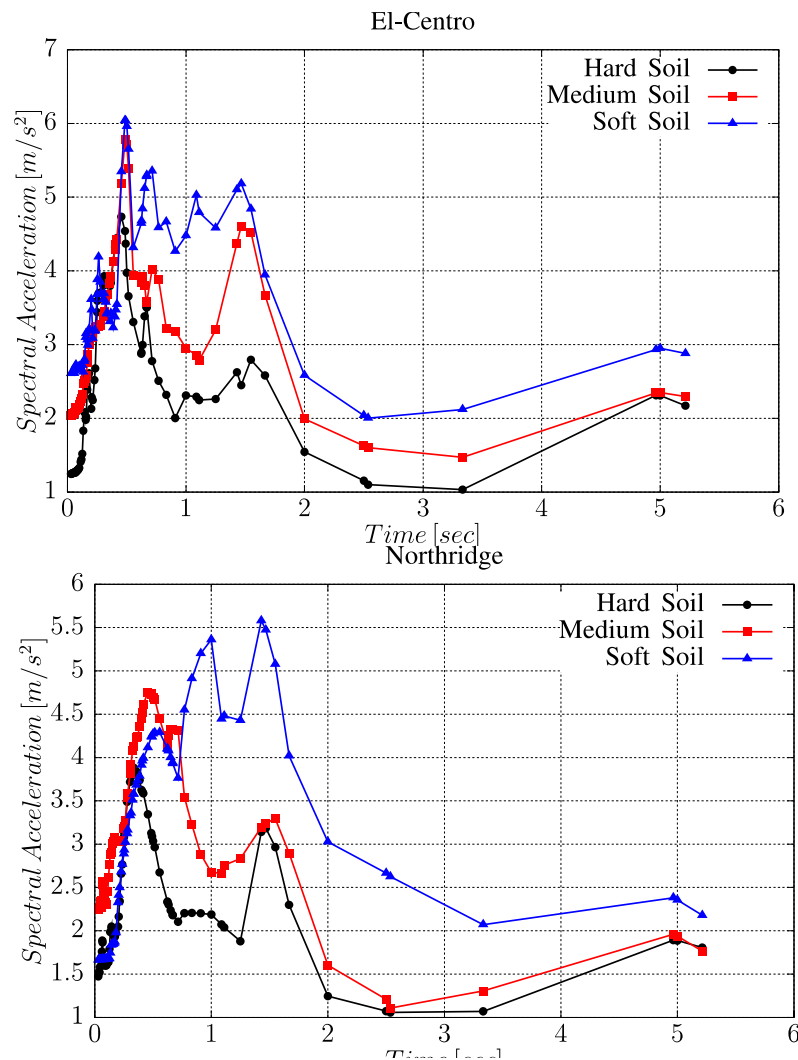 El-Centro
7
6
5
4
3
2
1
Spectral Acceleration [m/s²]
Hard Soil
Medium Soil
Soft Soil
0 1 2 3 4 5 6
Time [sec]
Northridge
6
5.5
5
4.5
4
3.5
3
2.5
2
1.5
1
Spectral Acceleration [m/s²]
Hard Soil
Medium Soil
Soft Soil
0 1 2 3 4 5 6
Time [sec]